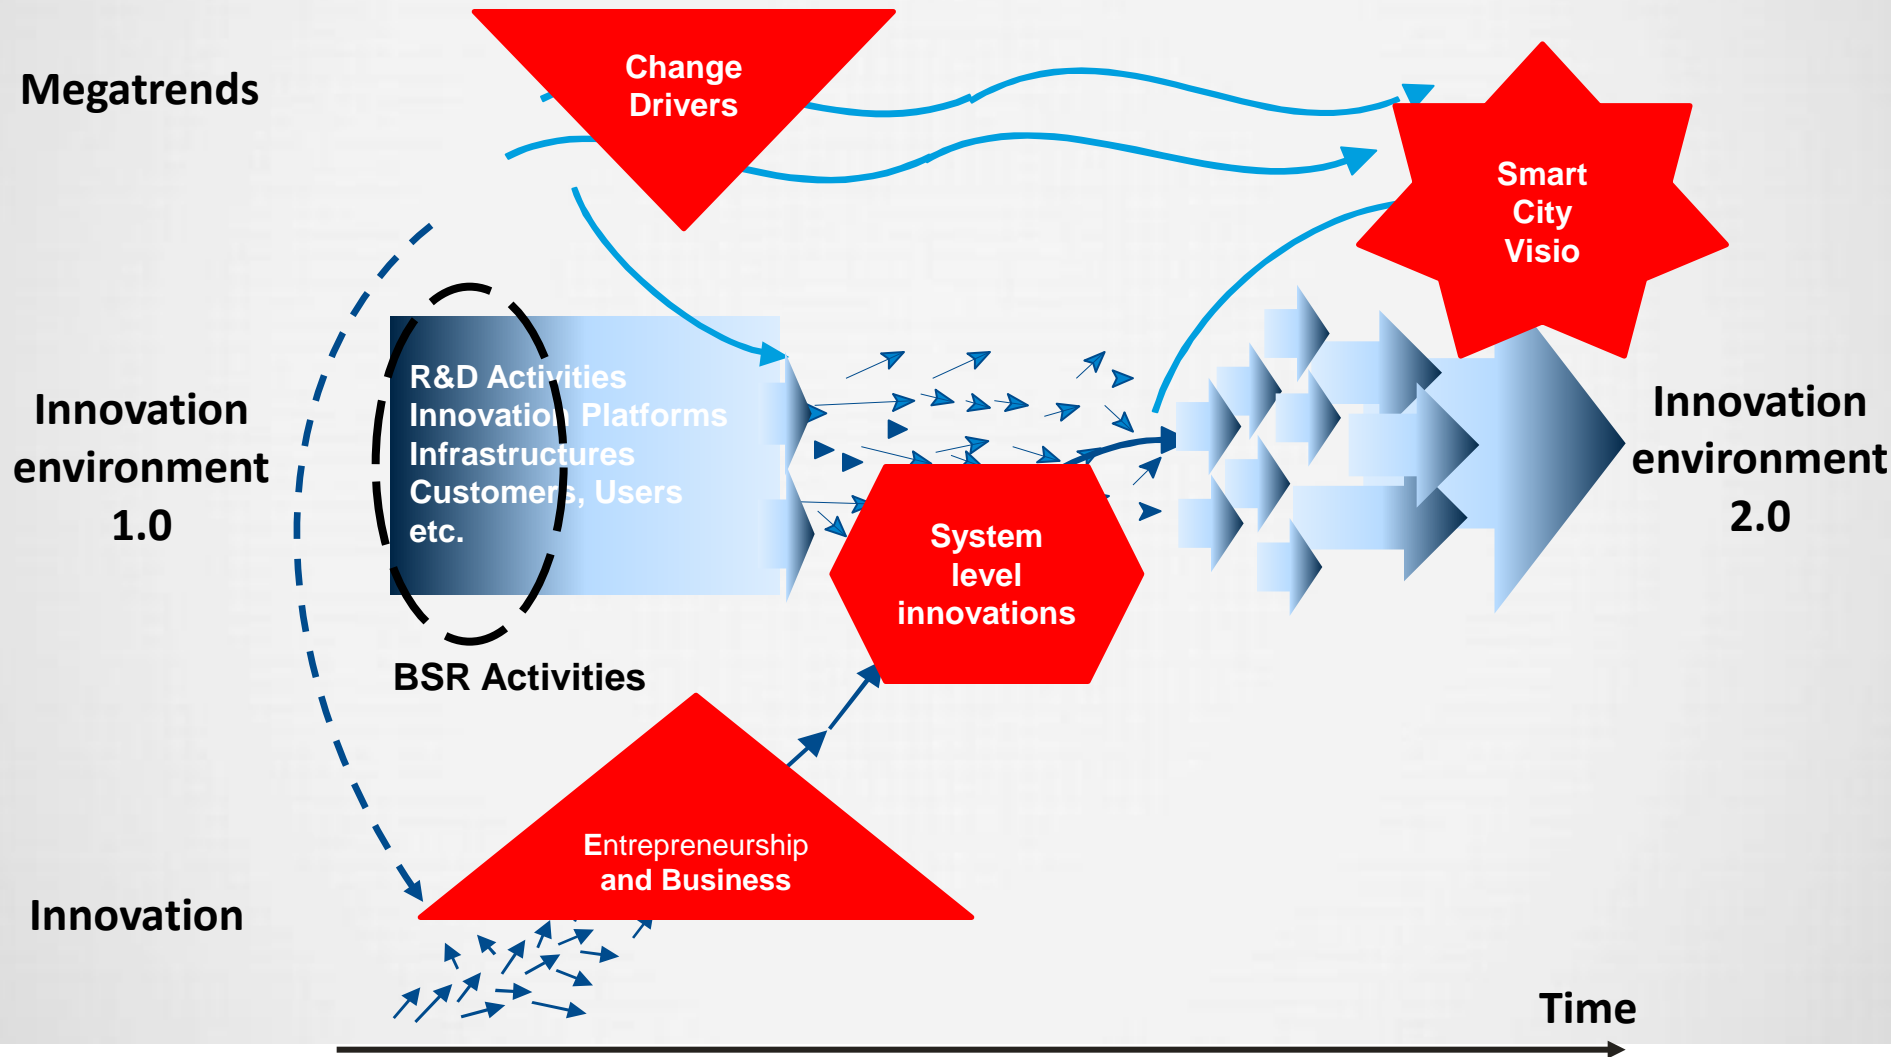 Change
Drivers
Megatrends
Smart
City
Visio
R&D Activities
Innovation Platforms
Infrastructures
Customers, Users
etc.
Innovation
environment
1.0
Innovation
environment
2.0
System
level
innovations
BSR Activities
Entrepreneurship
and Business
Innovation
Time